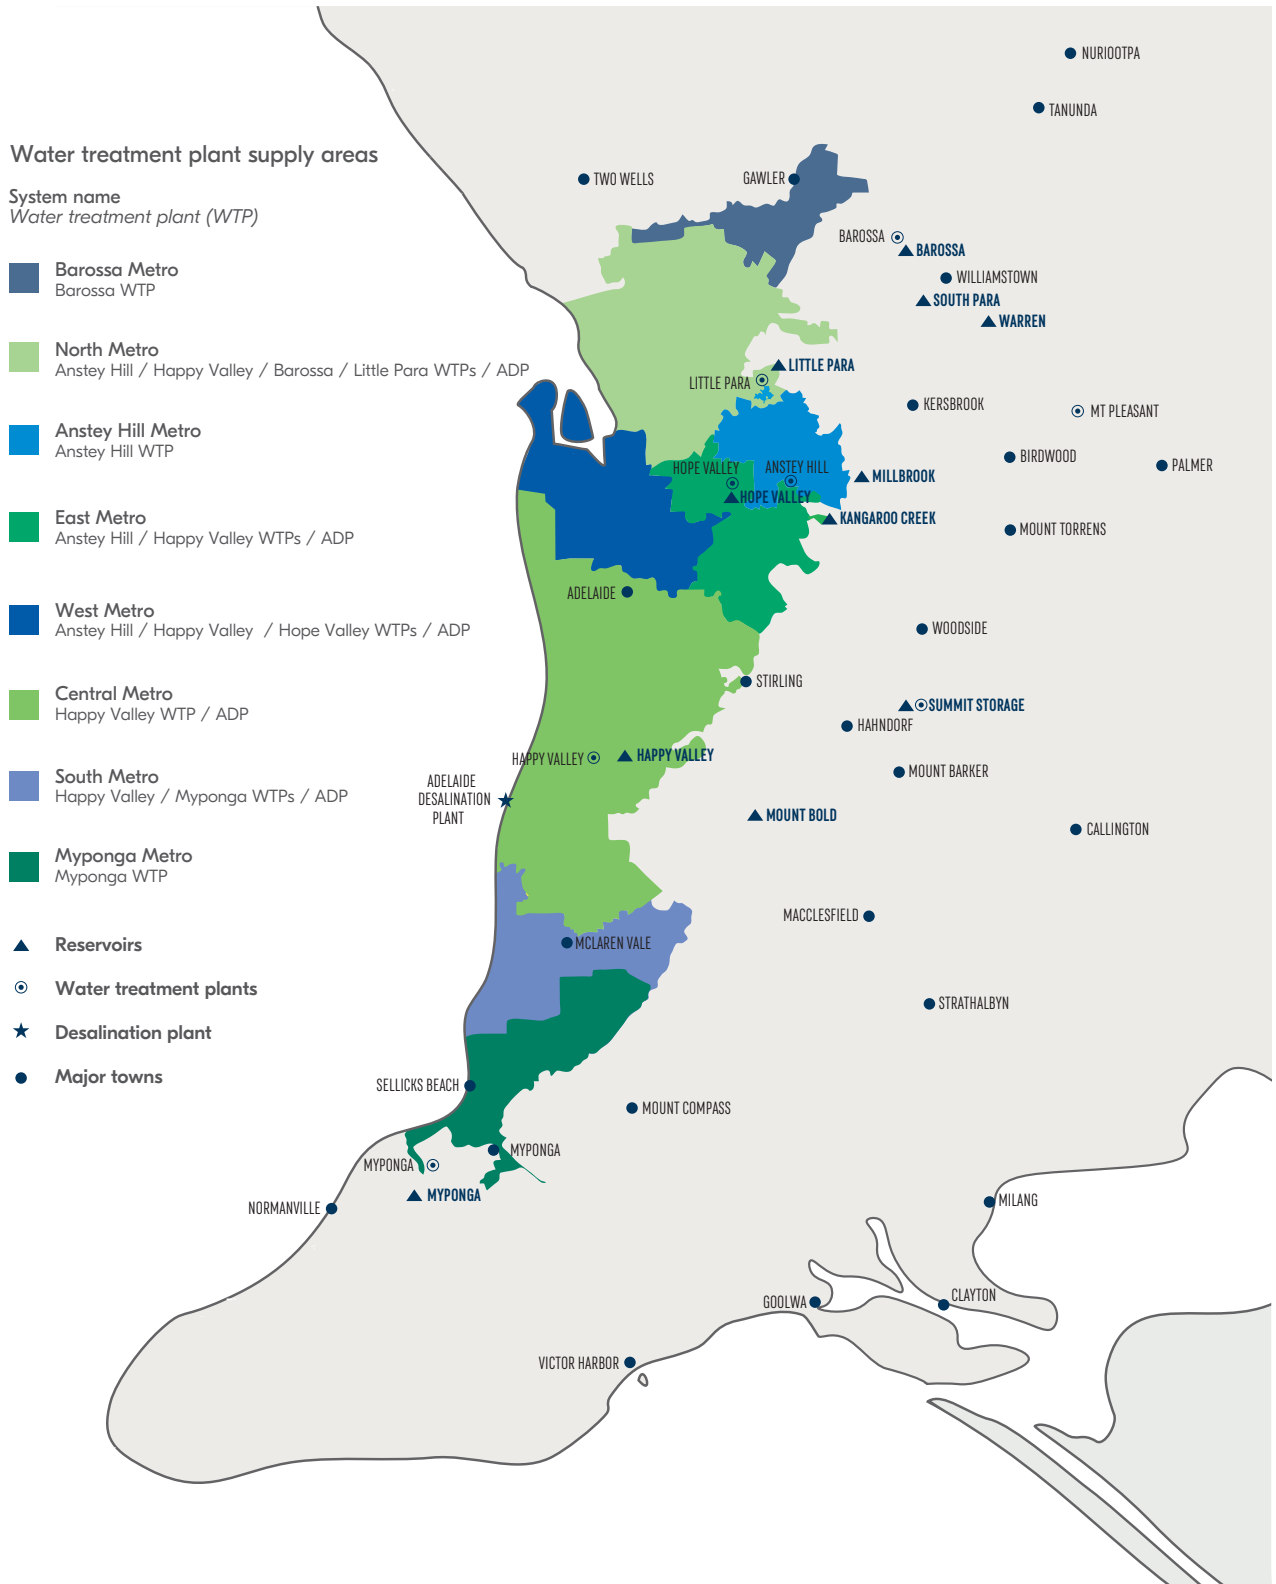 Water treatment plant supply areas
System name
Water treatment plant (WTP)
Barossa Metro
Barossa WTP
North Metro
Anstey Hill / Happy Valley / Barossa / Little Para WTPs / ADP
Anstey Hill Metro
Anstey Hill WTP
East Metro
Anstey Hill / Happy Valley WTPs / ADP
West Metro
Anstey Hill / Happy Valley / Hope Valley WTPs / ADP
Central Metro
Happy Valley WTP / ADP
South Metro
Happy Valley / Myponga WTPs / ADP
Myponga Metro
Myponga WTP
Reservoirs
Water treatment plants
Desalination plant
Major towns
NURIOOTPA
TANUNDA
TWO WELLS
GAWLER
BAROSSA
BAROSSA
WILLIAMSTOWN
SOUTH PARA
WARREN
LITTLE PARA
LITTLE PARA
KERSBROOK
MT PLEASANT
BIRDWOOD
PALMER
HOPE VALLEY
ANSTEY HILL
MILLBROOK
HOPE VALLEY
KANGAROO CREEK
MOUNT TORRENS
ADELAIDE
WOODSIDE
STIRLING
SUMMIT STORAGE
HAHNDORF
HAPPY VALLEY
HAPPY VALLEY
MOUNT BARKER
ADELAIDE
DESALINATION
PLANT
MOUNT BOLD
CALLINGTON
MACCLESFIELD
MCLAREN VALE
STRATHALBYN
SELLICKS BEACH
MOUNT COMPASS
MYPONGA
MYPONGA
MYPONGA
NORMANVILLE
MILANG
CLAYTON
GOOLWA
VICTOR HARBOR